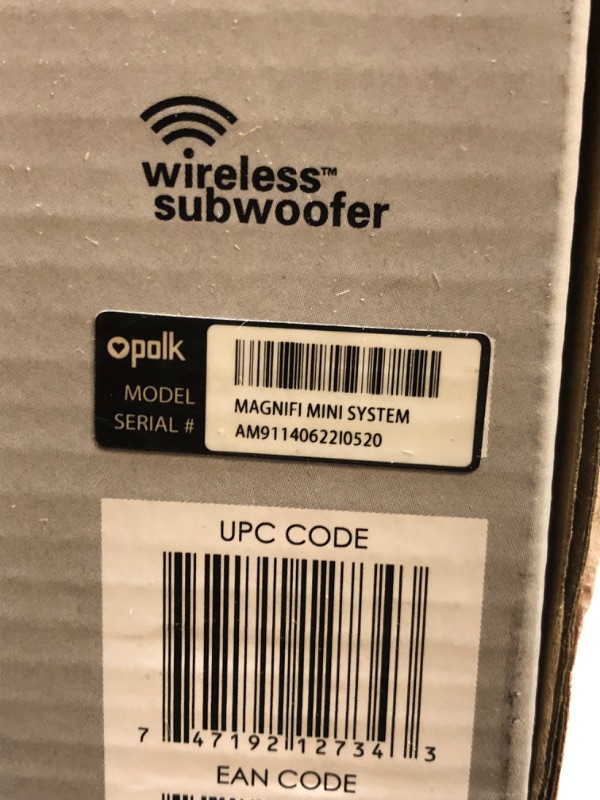 wireless™
subwoofer
polk
MODEL MAGNIFI MINI SYSTEM
SERIAL # AM9114062210520
UPC CODE
7 47192 12734 3
EAN CODE